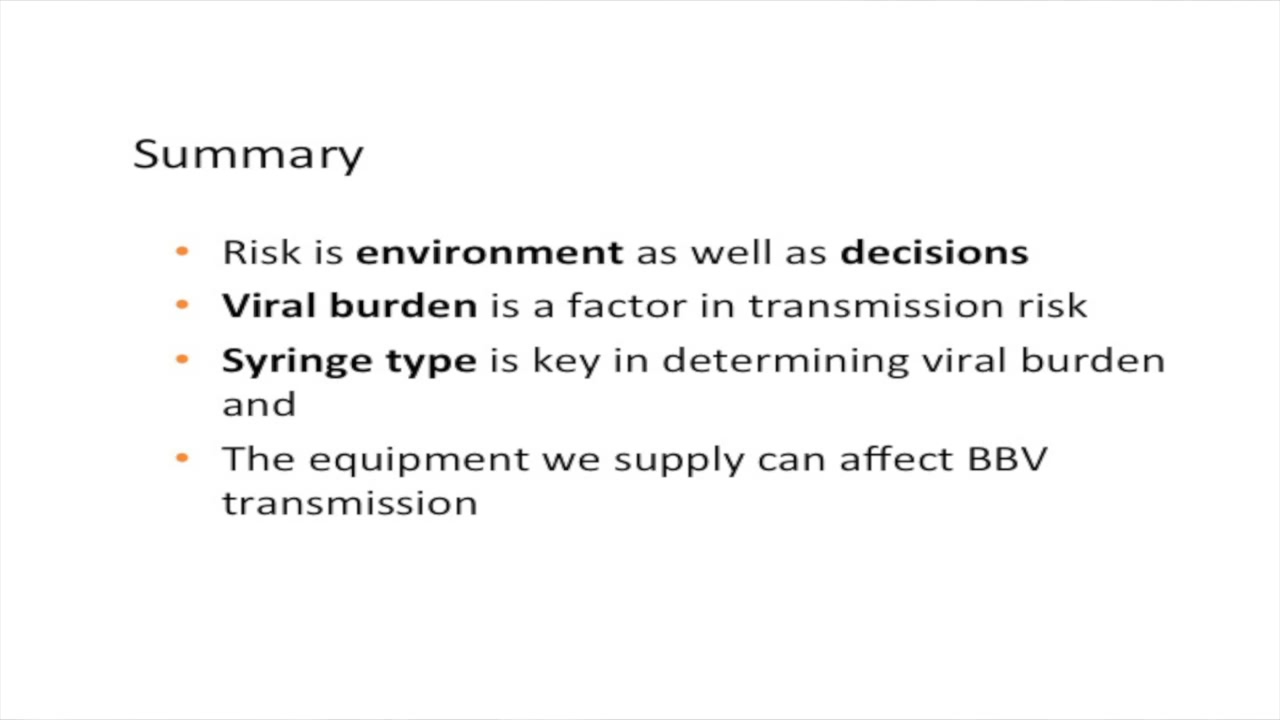 Summary
• Risk is environment as well as decisions
• Viral burden is a factor in transmission risk
• Syringe type is key in determining viral burden
and
• The equipment we supply can affect BBV
transmission